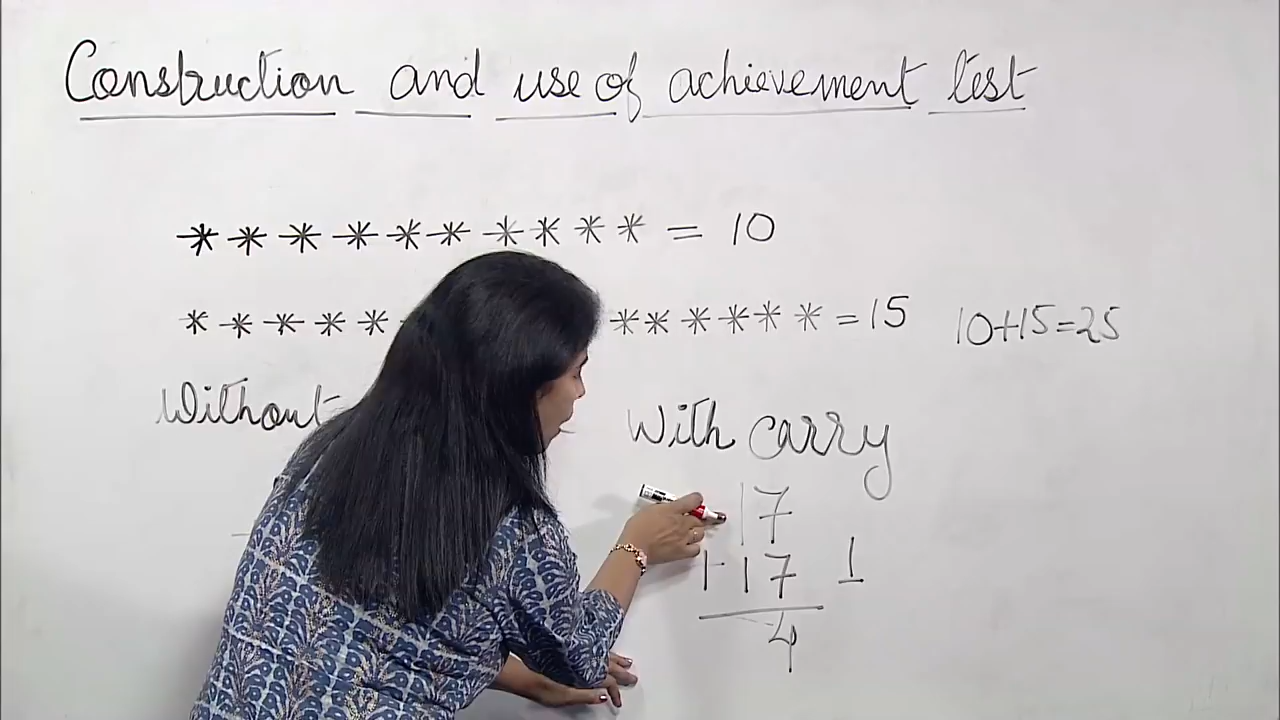 Construction and use of achievement test
* * * * * * * * * * = 10
* * * * * * * * * * * = 15 10+15=25
Without
With carry
17
+17 1
4